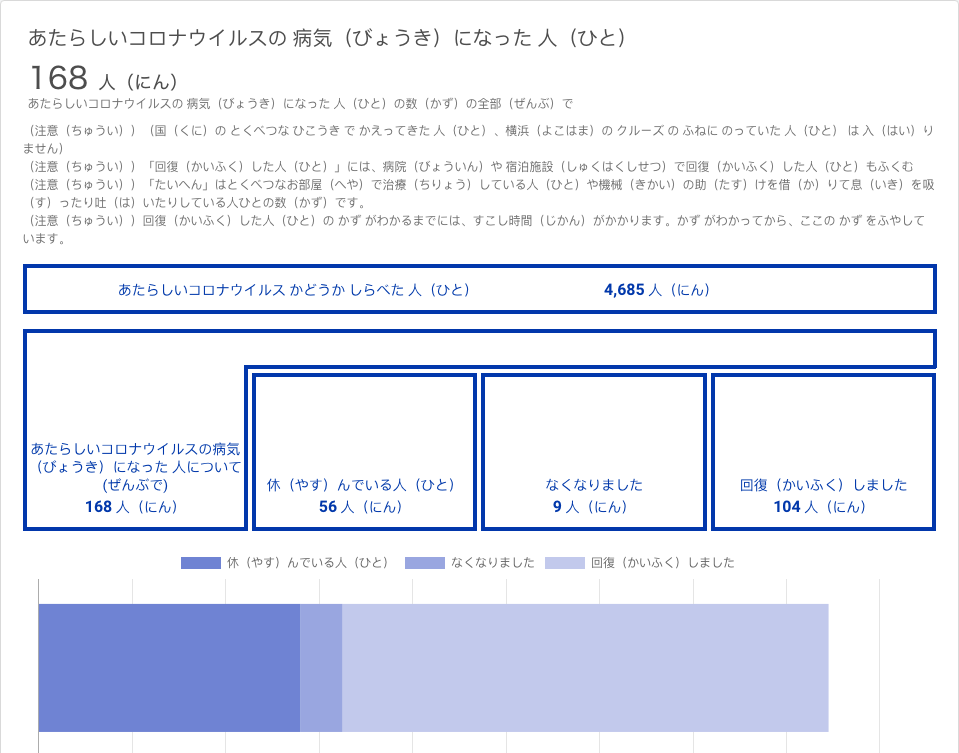 あたらしいコロナウイルスの 病気（びょうき）になった 人（ひと）
168 人（にん）
あたらしいコロナウイルスの 病気（びょうき）になった 人（ひと）の数（かず）の全部（ぜんぶ）で
（注意（ちゅうい））（国（くに）の とくべつな ひこうき で かえってきた 人（ひと）、横浜（よこはま）の クルーズ の ふねに のっていた 人（ひと） は 入（はい）り
ません）
（注意（ちゅうい））「回復（かいふく）した人（ひと）」には、病院（びょういん）や 宿泊施設（しゅくはくしせつ）で回復（かいふく）した人（ひと）もふくむ
（注意（ちゅうい））「たいへん」はとくべつなお部屋（へや）で治療（ちりょう）している人（ひと）や機械（きかい）の助（たす）けを借（か）りて息（いき）を吸
（す）ったり吐（は）いたりしている人ひとの数（かず）です。
（注意（ちゅうい））回復（かいふく）した人（ひと）の かず がわかるまでには、すこし時間（じかん）がかかります。かず がわかってから、ここの かず をふやして
います。
あたらしいコロナウイルス かどうか しらべた 人（ひと） 4,685 人（にん）
あたらしいコロナウイルスの病気
（びょうき）になった 人について
(ぜんぶで)
168 人（にん）
休（やす）んでいる人（ひと）
56 人（にん）
なくなりました
9 人（にん）
回復（かいふく）しました
104 人（にん）
休（やす）んでいる人（ひと） なくなりました 回復（かいふく）しました